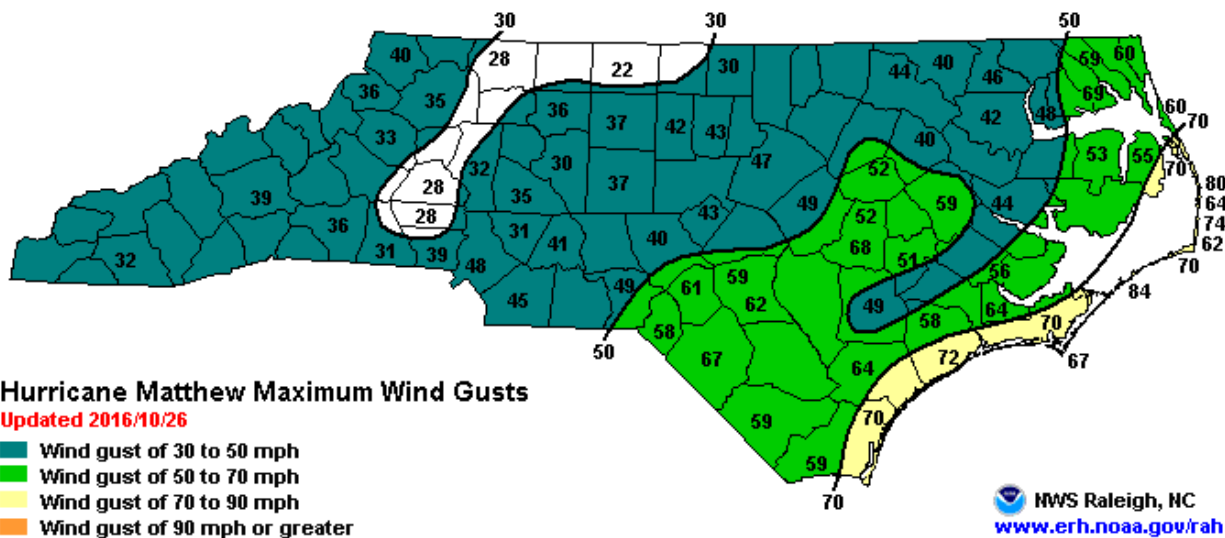 30 30 50
40 28 22 30 44 40 46 59 60
36 35 36 37 42 43 42 48 69 60
33 32 30 47 40 53 55 70 70
39 28 35 37 52 59 44 80
36 28 31 41 43 40 49 52 68 51 74 64
32 31 39 48 59 56 74
45 49 61 62 49 64 62
50 58 67 58 70 84 70
64 72 67
59 70
59
70
Hurricane Matthew Maximum Wind Gusts
Updated 2016/10/26
Wind gust of 30 to 50 mph
Wind gust of 50 to 70 mph
Wind gust of 70 to 90 mph
Wind gust of 90 mph or greater
NWS Raleigh, NC
www.erh.noaa.gov/rah